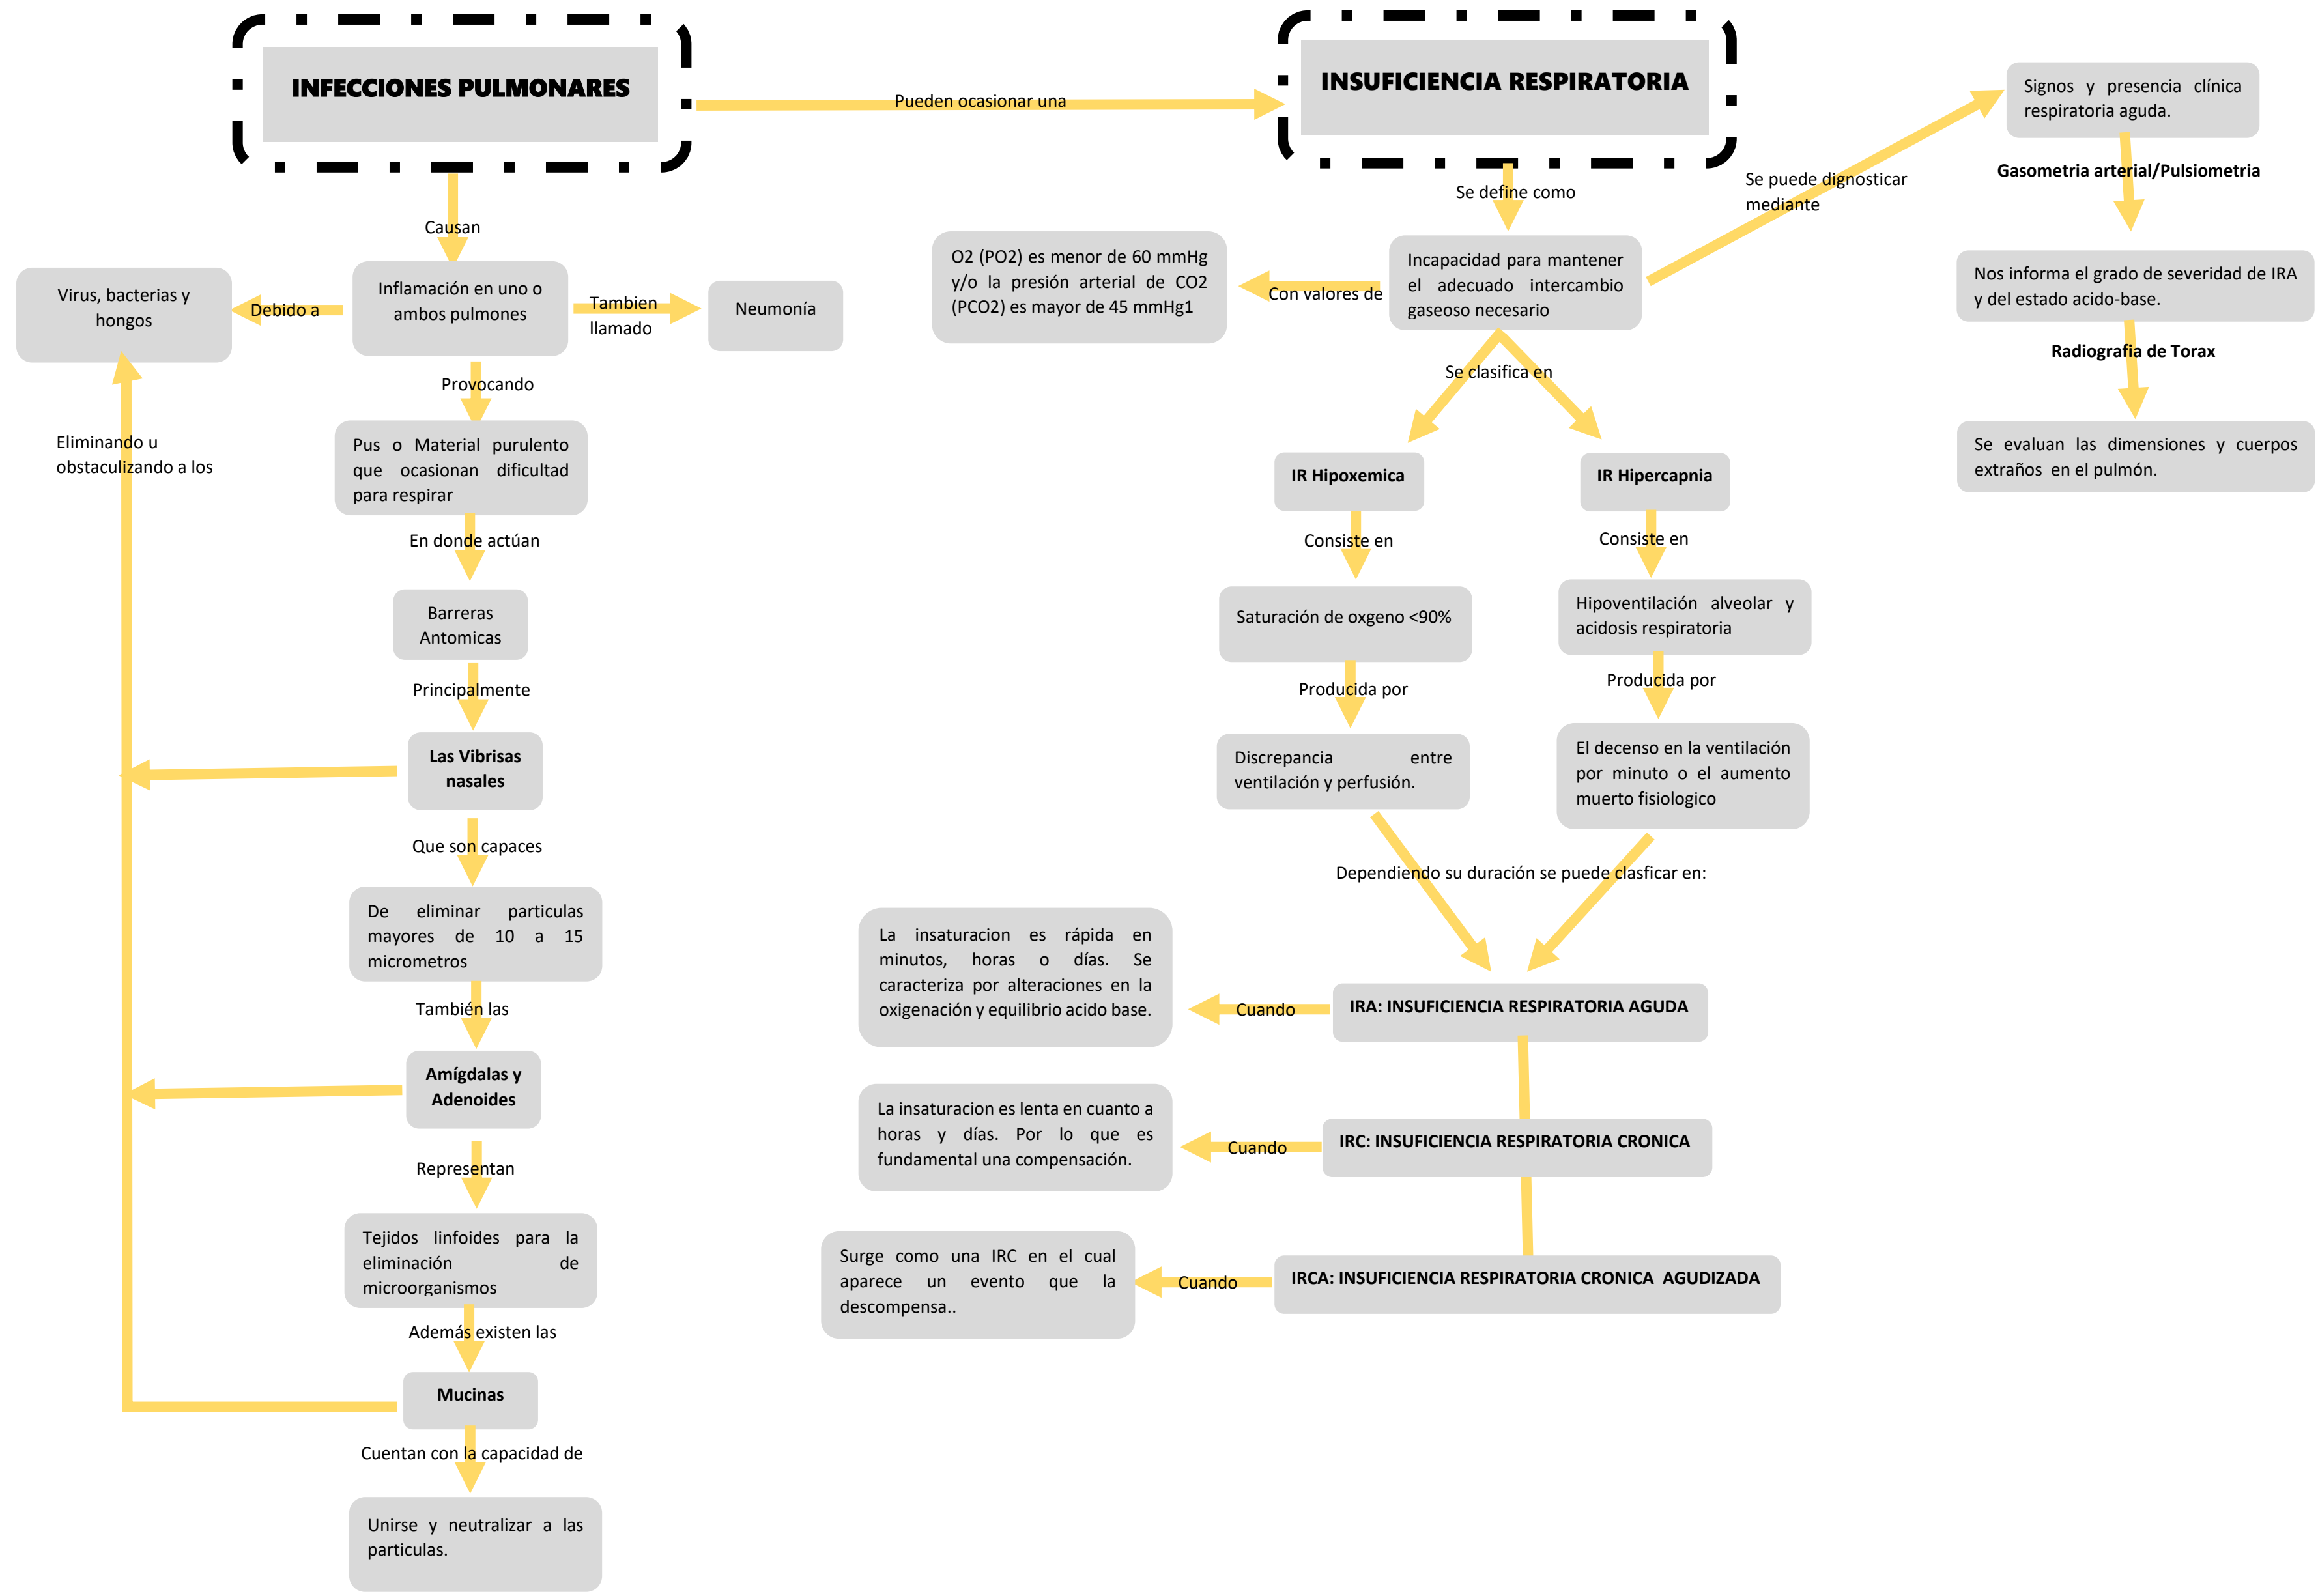 INFECCIONES PULMONARES
Causan
Inflamación en uno o
ambos pulmones
Debido a
Virus, bacterias y
hongos
Tambien
llamado
Neumonía
Provocando
Pus o Material purulento
que ocasionan dificultad
para respirar
En donde actúan
Barreras
Antomicas
Principalmente
Las Vibrisas
nasales
Que son capaces
De eliminar particulas
mayores de 10 a 15
micrometros
También las
Amígdalas y
Adenoides
Representan
Tejidos linfoides para la
eliminación de
microorganismos
Además existen las
Mucinas
Cuentan con la capacidad de
Unirse y neutralizar a las
particulas.
Eliminando u
obstaculizando a los
Pueden ocasionar una
INSUFICIENCIA RESPIRATORIA
Se define como
Incapacidad para mantener
el adecuado intercambio
gaseoso necesario
Con valores de
O2 (PO2) es menor de 60 mmHg
y/o la presión arterial de CO2
(PCO2) es mayor de 45 mmHg1
Se clasifica en
IR Hipoxemica
Consiste en
Saturación de oxgeno <90%
Producida por
Discrepancia entre
ventilación y perfusión.
IR Hipercapnia
Consiste en
Hipoventilación alveolar y
acidosis respiratoria
Producida por
El decenso en la ventilación
por minuto o el aumento
muerto fisiologico
Dependiendo su duración se puede clasficar en:
IRA: INSUFICIENCIA RESPIRATORIA AGUDA
Cuando
La insaturacion es rápida en
minutos, horas o días. Se
caracteriza por alteraciones en la
oxigenación y equilibrio acido base.
IRC: INSUFICIENCIA RESPIRATORIA CRONICA
Cuando
La insaturacion es lenta en cuanto a
horas y días. Por lo que es
fundamental una compensación.
IRCA: INSUFICIENCIA RESPIRATORIA CRONICA AGUDIZADA
Cuando
Surge como una IRC en el cual
aparece un evento que la
descompensa..
Se puede dignosticar
mediante
Signos y presencia clínica
respiratoria aguda.
Gasometria arterial/Pulsiometria
Nos informa el grado de severidad de IRA
y del estado acido-base.
Radiografia de Torax
Se evaluan las dimensiones y cuerpos
extraños en el pulmón.